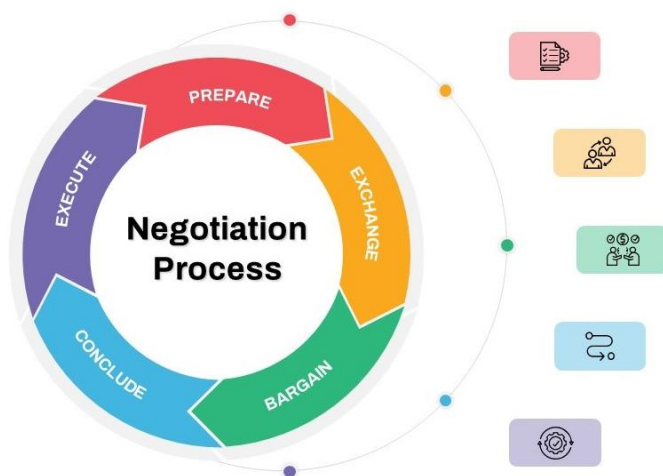 PREPARE
EXCHANGE
BARGAIN
CONCLUDE
EXECUTE
Negotiation
Process
$